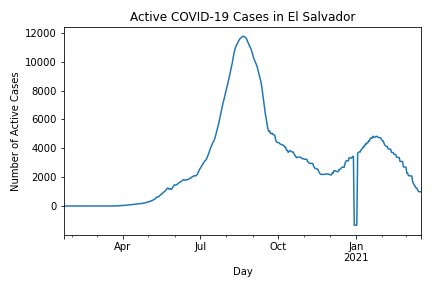 Active COVID-19 Cases in El Salvador
Number of Active Cases
12000
10000
8000
6000
4000
2000
0
Apr
Jul
Oct
Jan
2021
Day